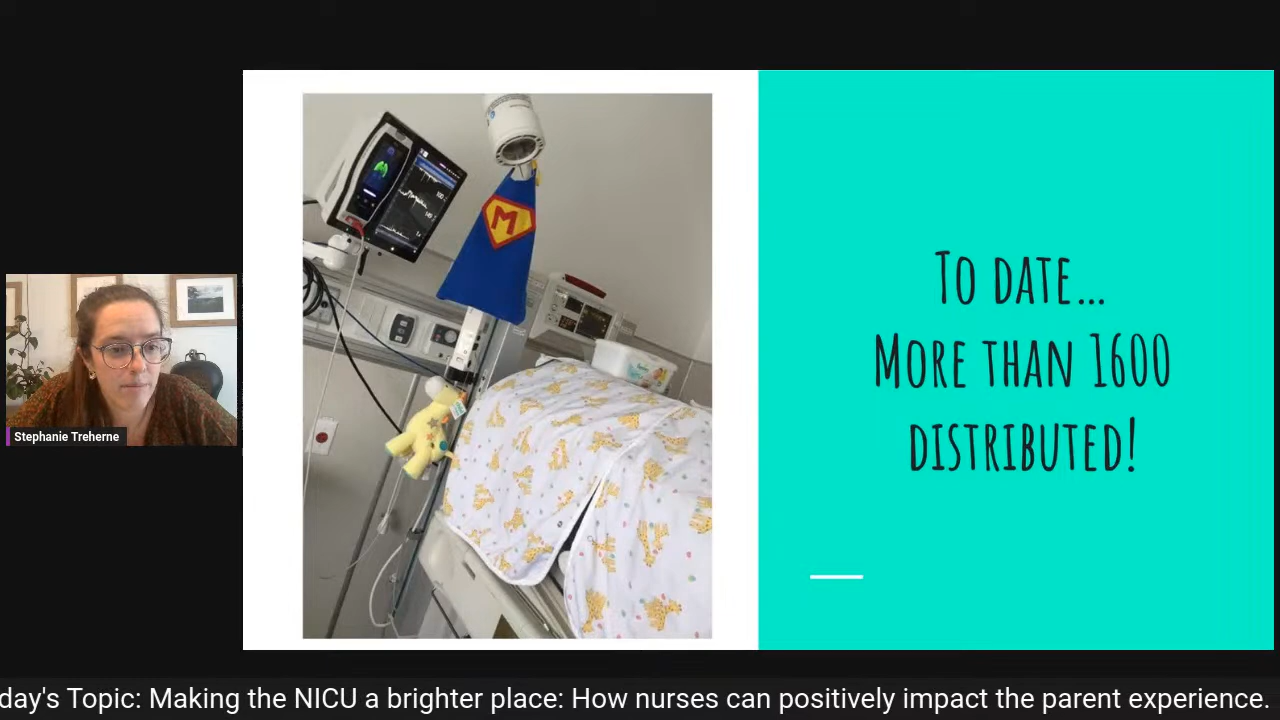 M
To date...
More than 1600
distributed!
Stephanie Treherne
day's Topic: Making the NICU a brighter place: How nurses can positively impact the parent experience.